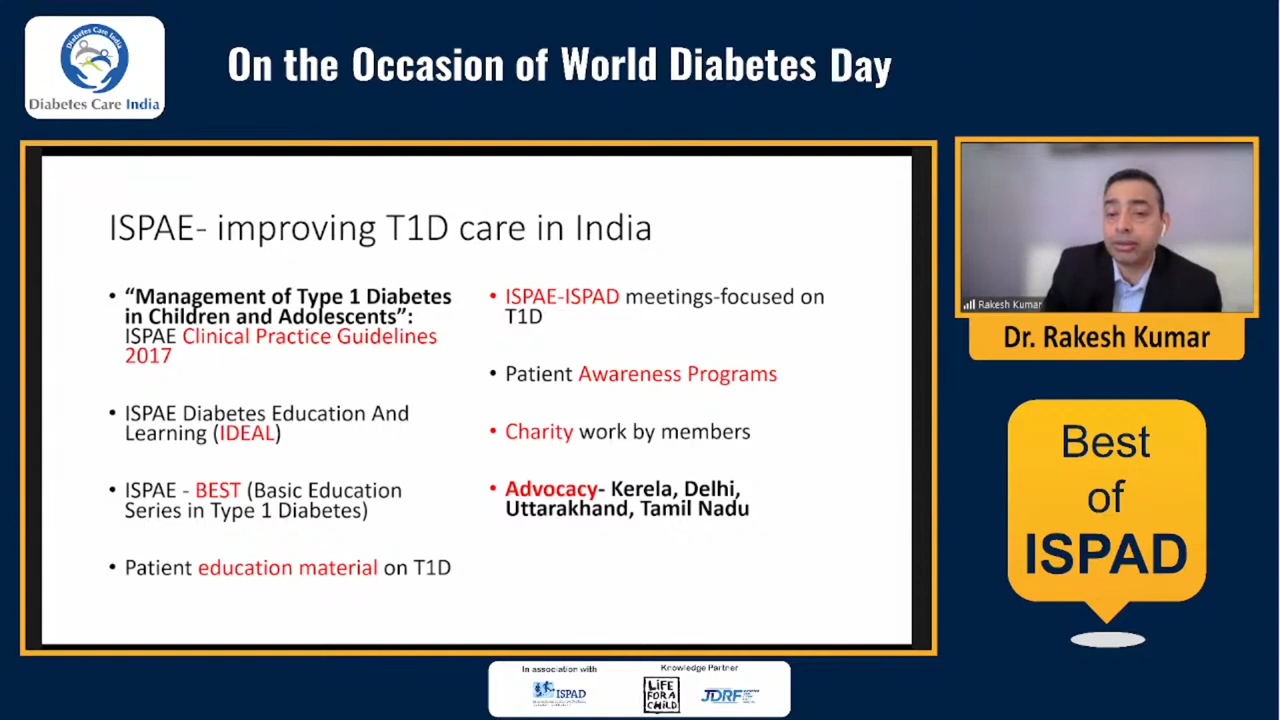 Diabetes Care India
Diabetes Care India
On the Occasion of World Diabetes Day
ISPAE- improving T1D care in India
• “Management of Type 1 Diabetes
in Children and Adolescents”:
ISPAE Clinical Practice Guidelines
2017
• ISPAE Diabetes Education And
Learning (IDEAL)
• ISPAE - BEST (Basic Education
Series in Type 1 Diabetes)
• Patient education material on T1D
• ISPAE-ISPAD meetings-focused on
T1D
• Patient Awareness Programs
• Charity work by members
• Advocacy- Kerela, Delhi,
Uttarakhand, Tamil Nadu
Rakesh Kumar
Dr. Rakesh Kumar
Best
of
ISPAD
In association with
ISPAD
Knowledge Partner
LiFE
FOR A
CHiLD
JDRF